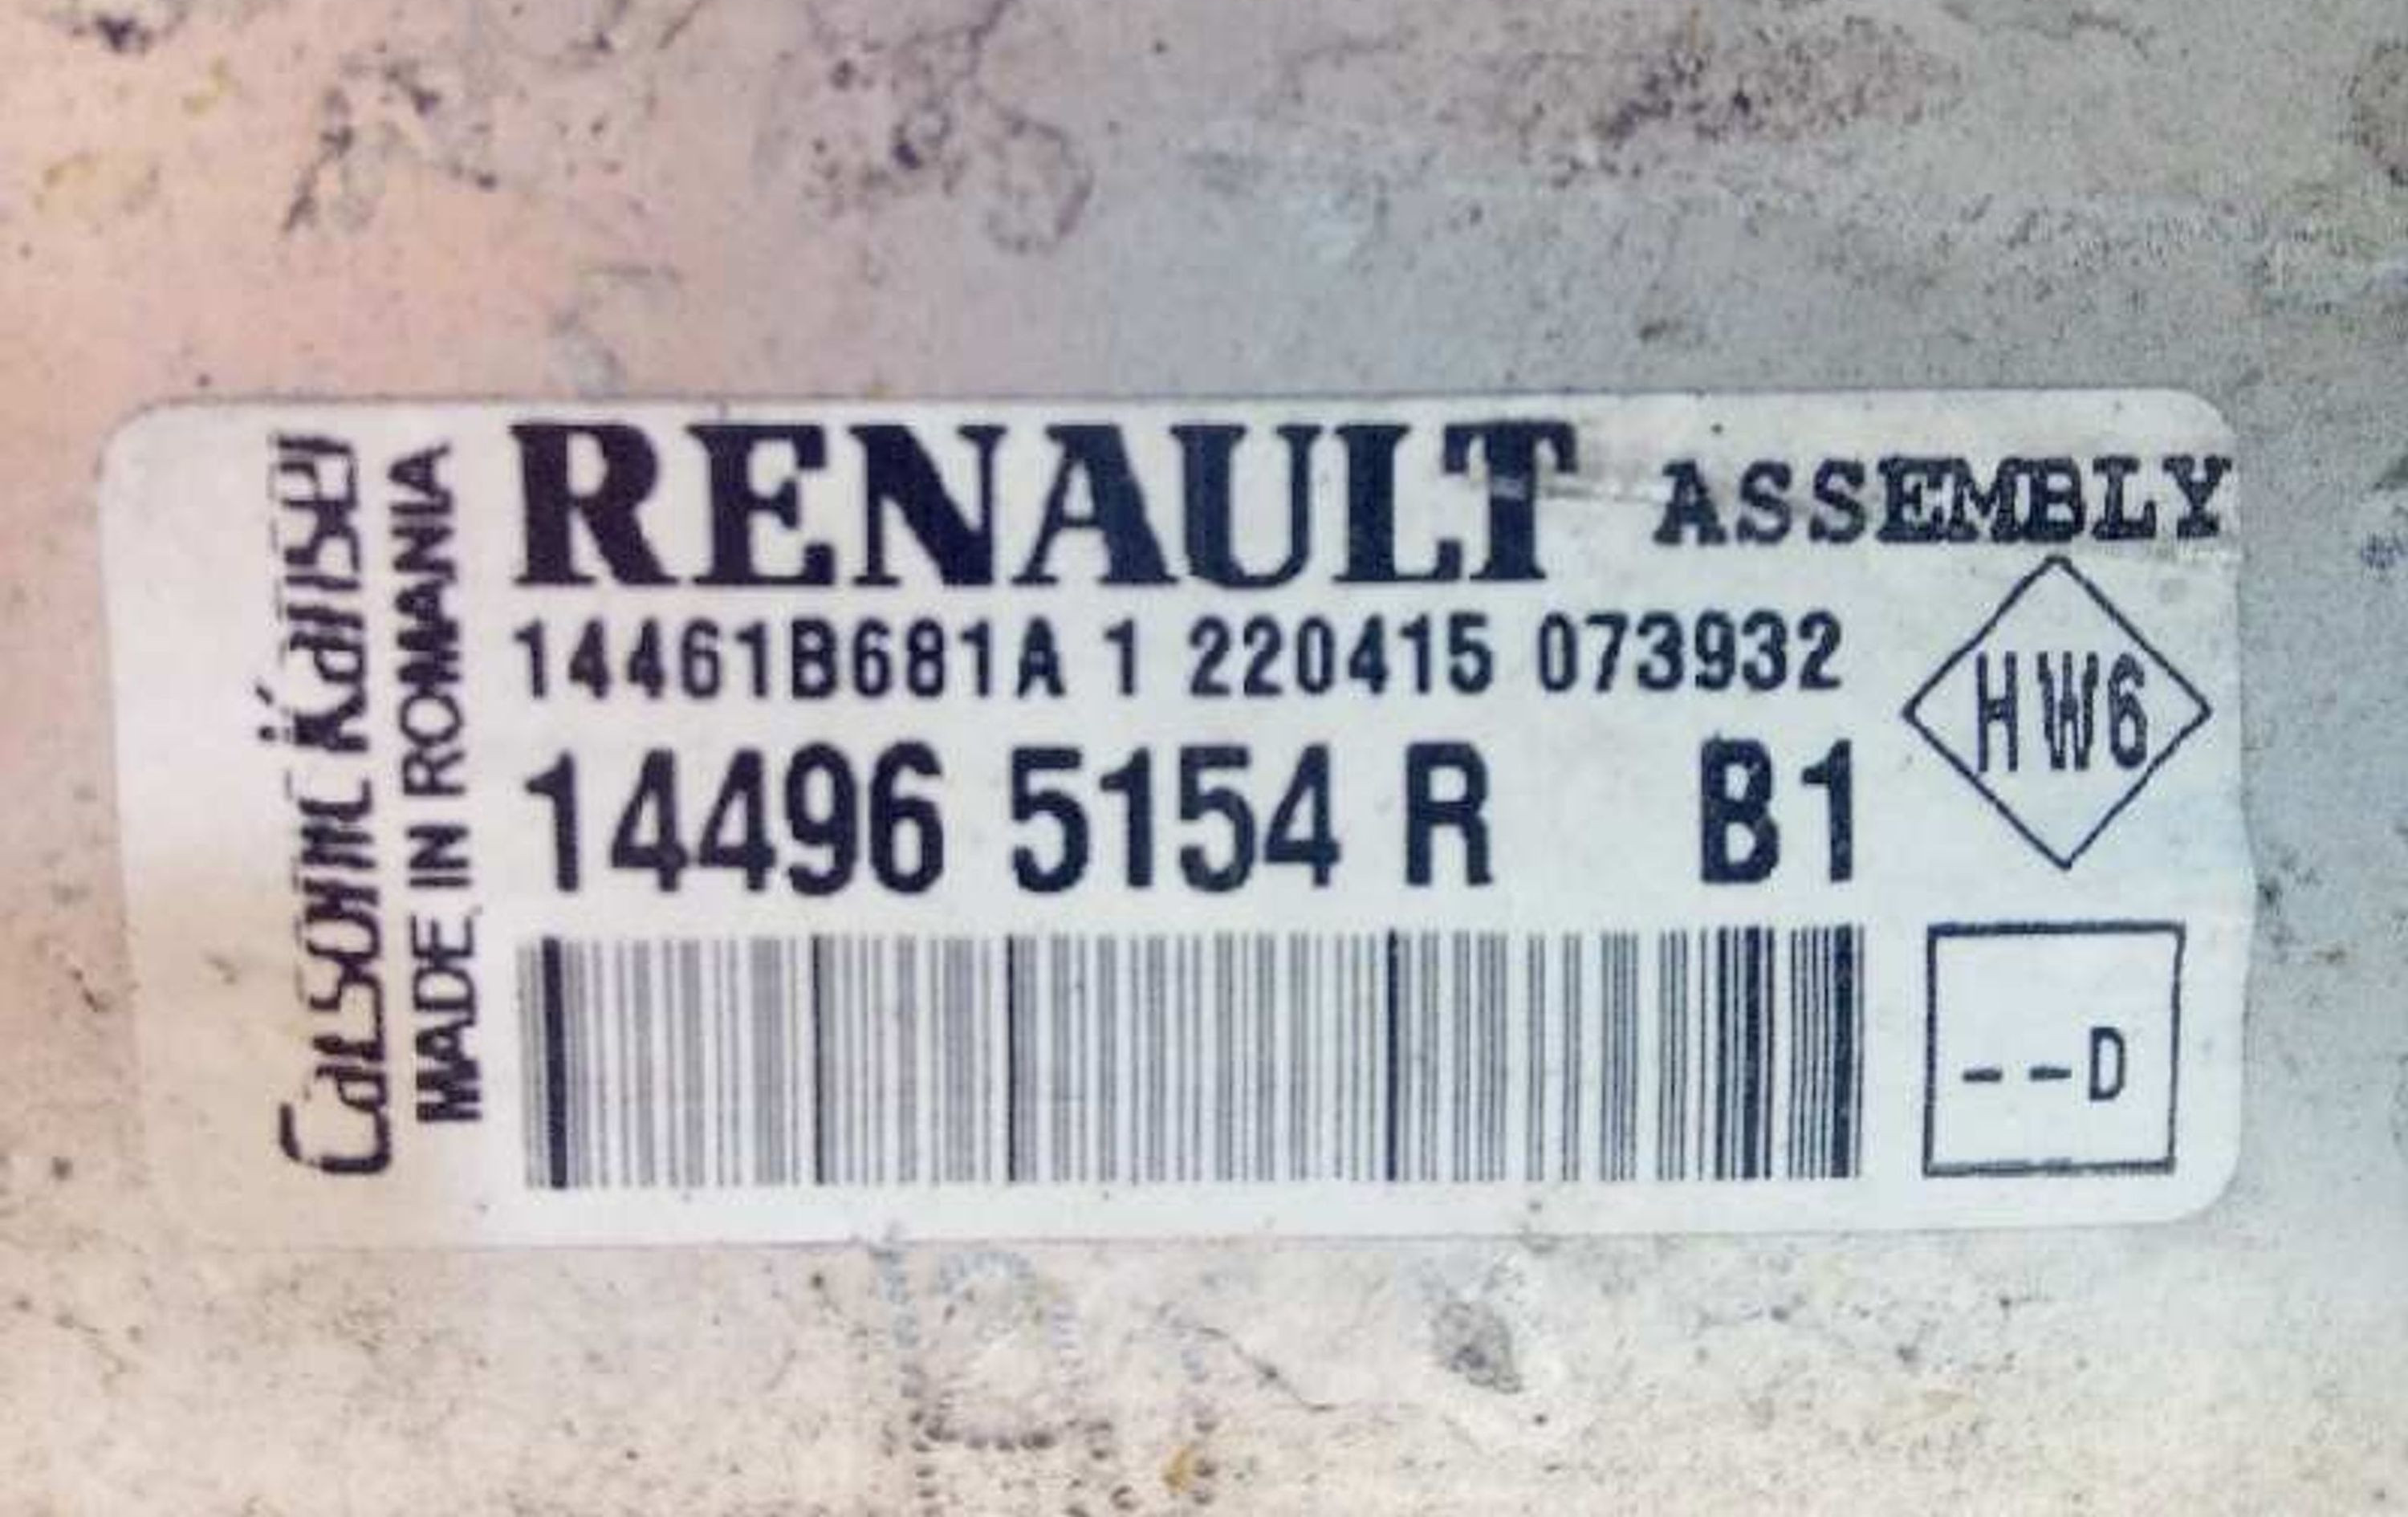 Calsonic Kansei
MADE IN ROMANIA
RENAULT ASSEMBLY
14461B681A 1 220415 073932
14496 5154 R B1
HW6
--D